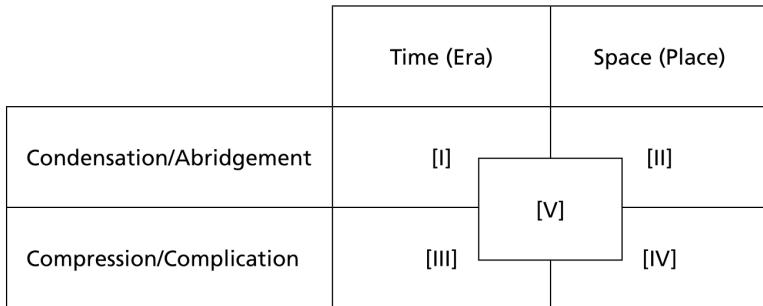 Time (Era) Space (Place)
Condensation/Abridgement [I] [II]
[V]
Compression/Complication [III] [IV]